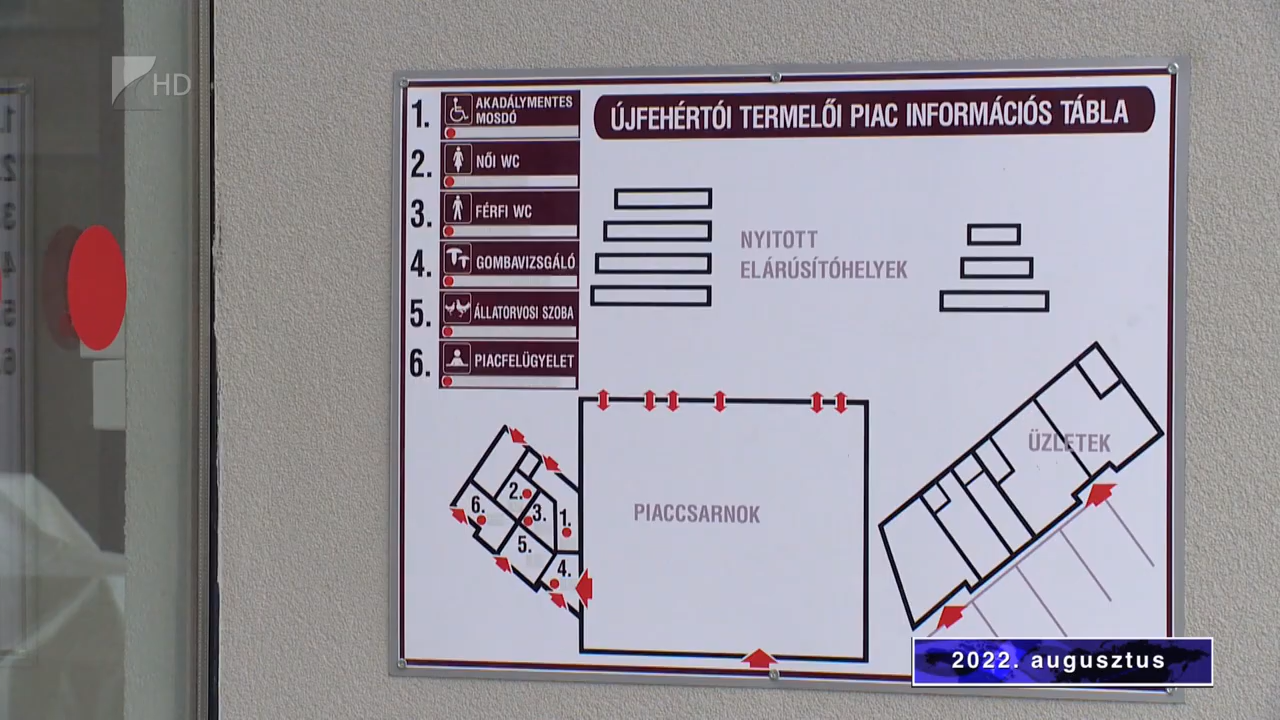 HD
ÚJFEHÉRTÓI TERMELŐI PIAC INFORMÁCIÓS TÁBLA
1. AKADÁLYMENTES
MOSDÓ
2. NŐI WC
3. FÉRFI WC
4. GOMBAVIZSGÁLÓ
5. ÁLLATORVOSI SZOBA
6. PIACFELÜGYELET
NYITOTT
ELÁRÚSÍTÓHELYEK
ÜZLETEK
PIACCSARNOK
2.
6.
3.
1.
5.
4.
2022. augusztus